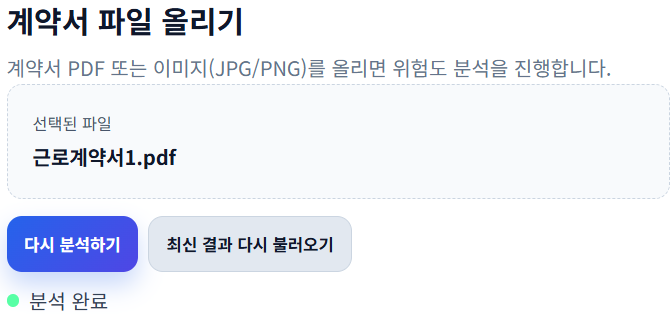 계약서 파일 올리기
계약서 PDF 또는 이미지(JPG/PNG)를 올리면 위험도 분석을 진행합니다.
선택된 파일
근로계약서1.pdf
다시 분석하기
최신 결과 다시 불러오기
분석 완료